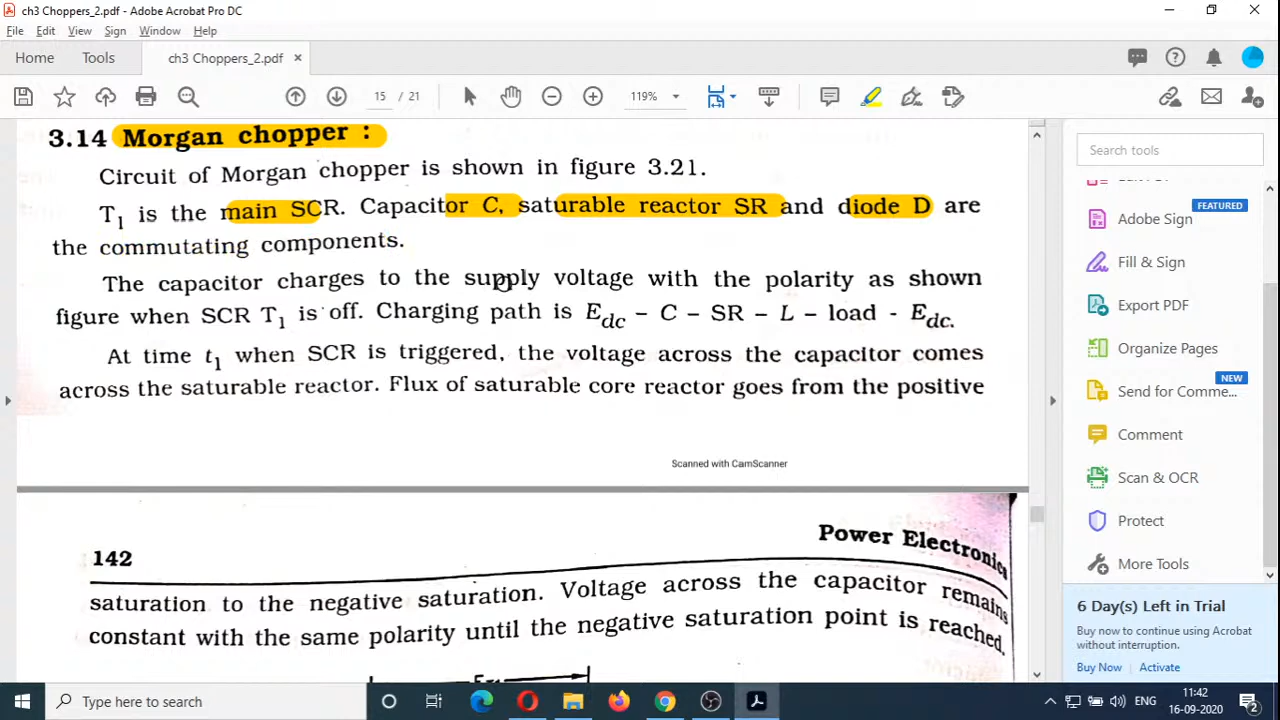 ch3 Choppers_2.pdf - Adobe Acrobat Pro DC
File Edit View Sign Window Help
Home Tools ch3 Choppers_2.pdf ×
15 / 21 119%
3.14 Morgan chopper :
Circuit of Morgan chopper is shown in figure 3.21.
T1 is the main SCR. Capacitor C, saturable reactor SR and diode D are
the commutating components.
The capacitor charges to the supply voltage with the polarity as shown
figure when SCR T1 is off. Charging path is Edc – C – SR – L – load - Edc.
At time t1 when SCR is triggered, the voltage across the capacitor comes
across the saturable reactor. Flux of saturable core reactor goes from the positive
Scanned with CamScanner
142
Power Electronics
saturation to the negative saturation. Voltage across the capacitor remains
constant with the same polarity until the negative saturation point is reached.
Search tools
Adobe Sign
FEATURED
Fill & Sign
Export PDF
Organize Pages
NEW
Send for Comme...
Comment
Scan & OCR
Protect
More Tools
6 Day(s) Left in Trial
Buy now to continue using Acrobat
without interruption.
Buy Now Activate
Type here to search
ENG
11:42
16-09-2020
2